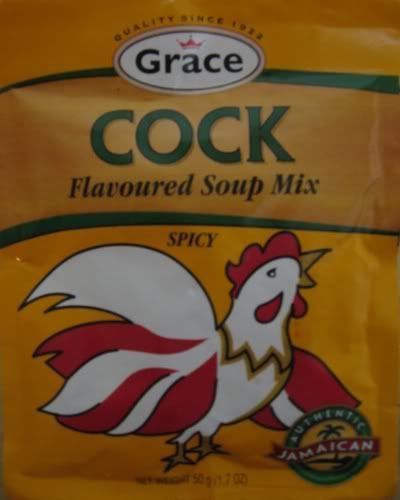 QUALITY SINCE 1922
Grace
COCK
Flavoured Soup Mix
SPICY
AUTHENTIC
JAMAICAN
NET WEIGHT 50 g (1.7 OZ)